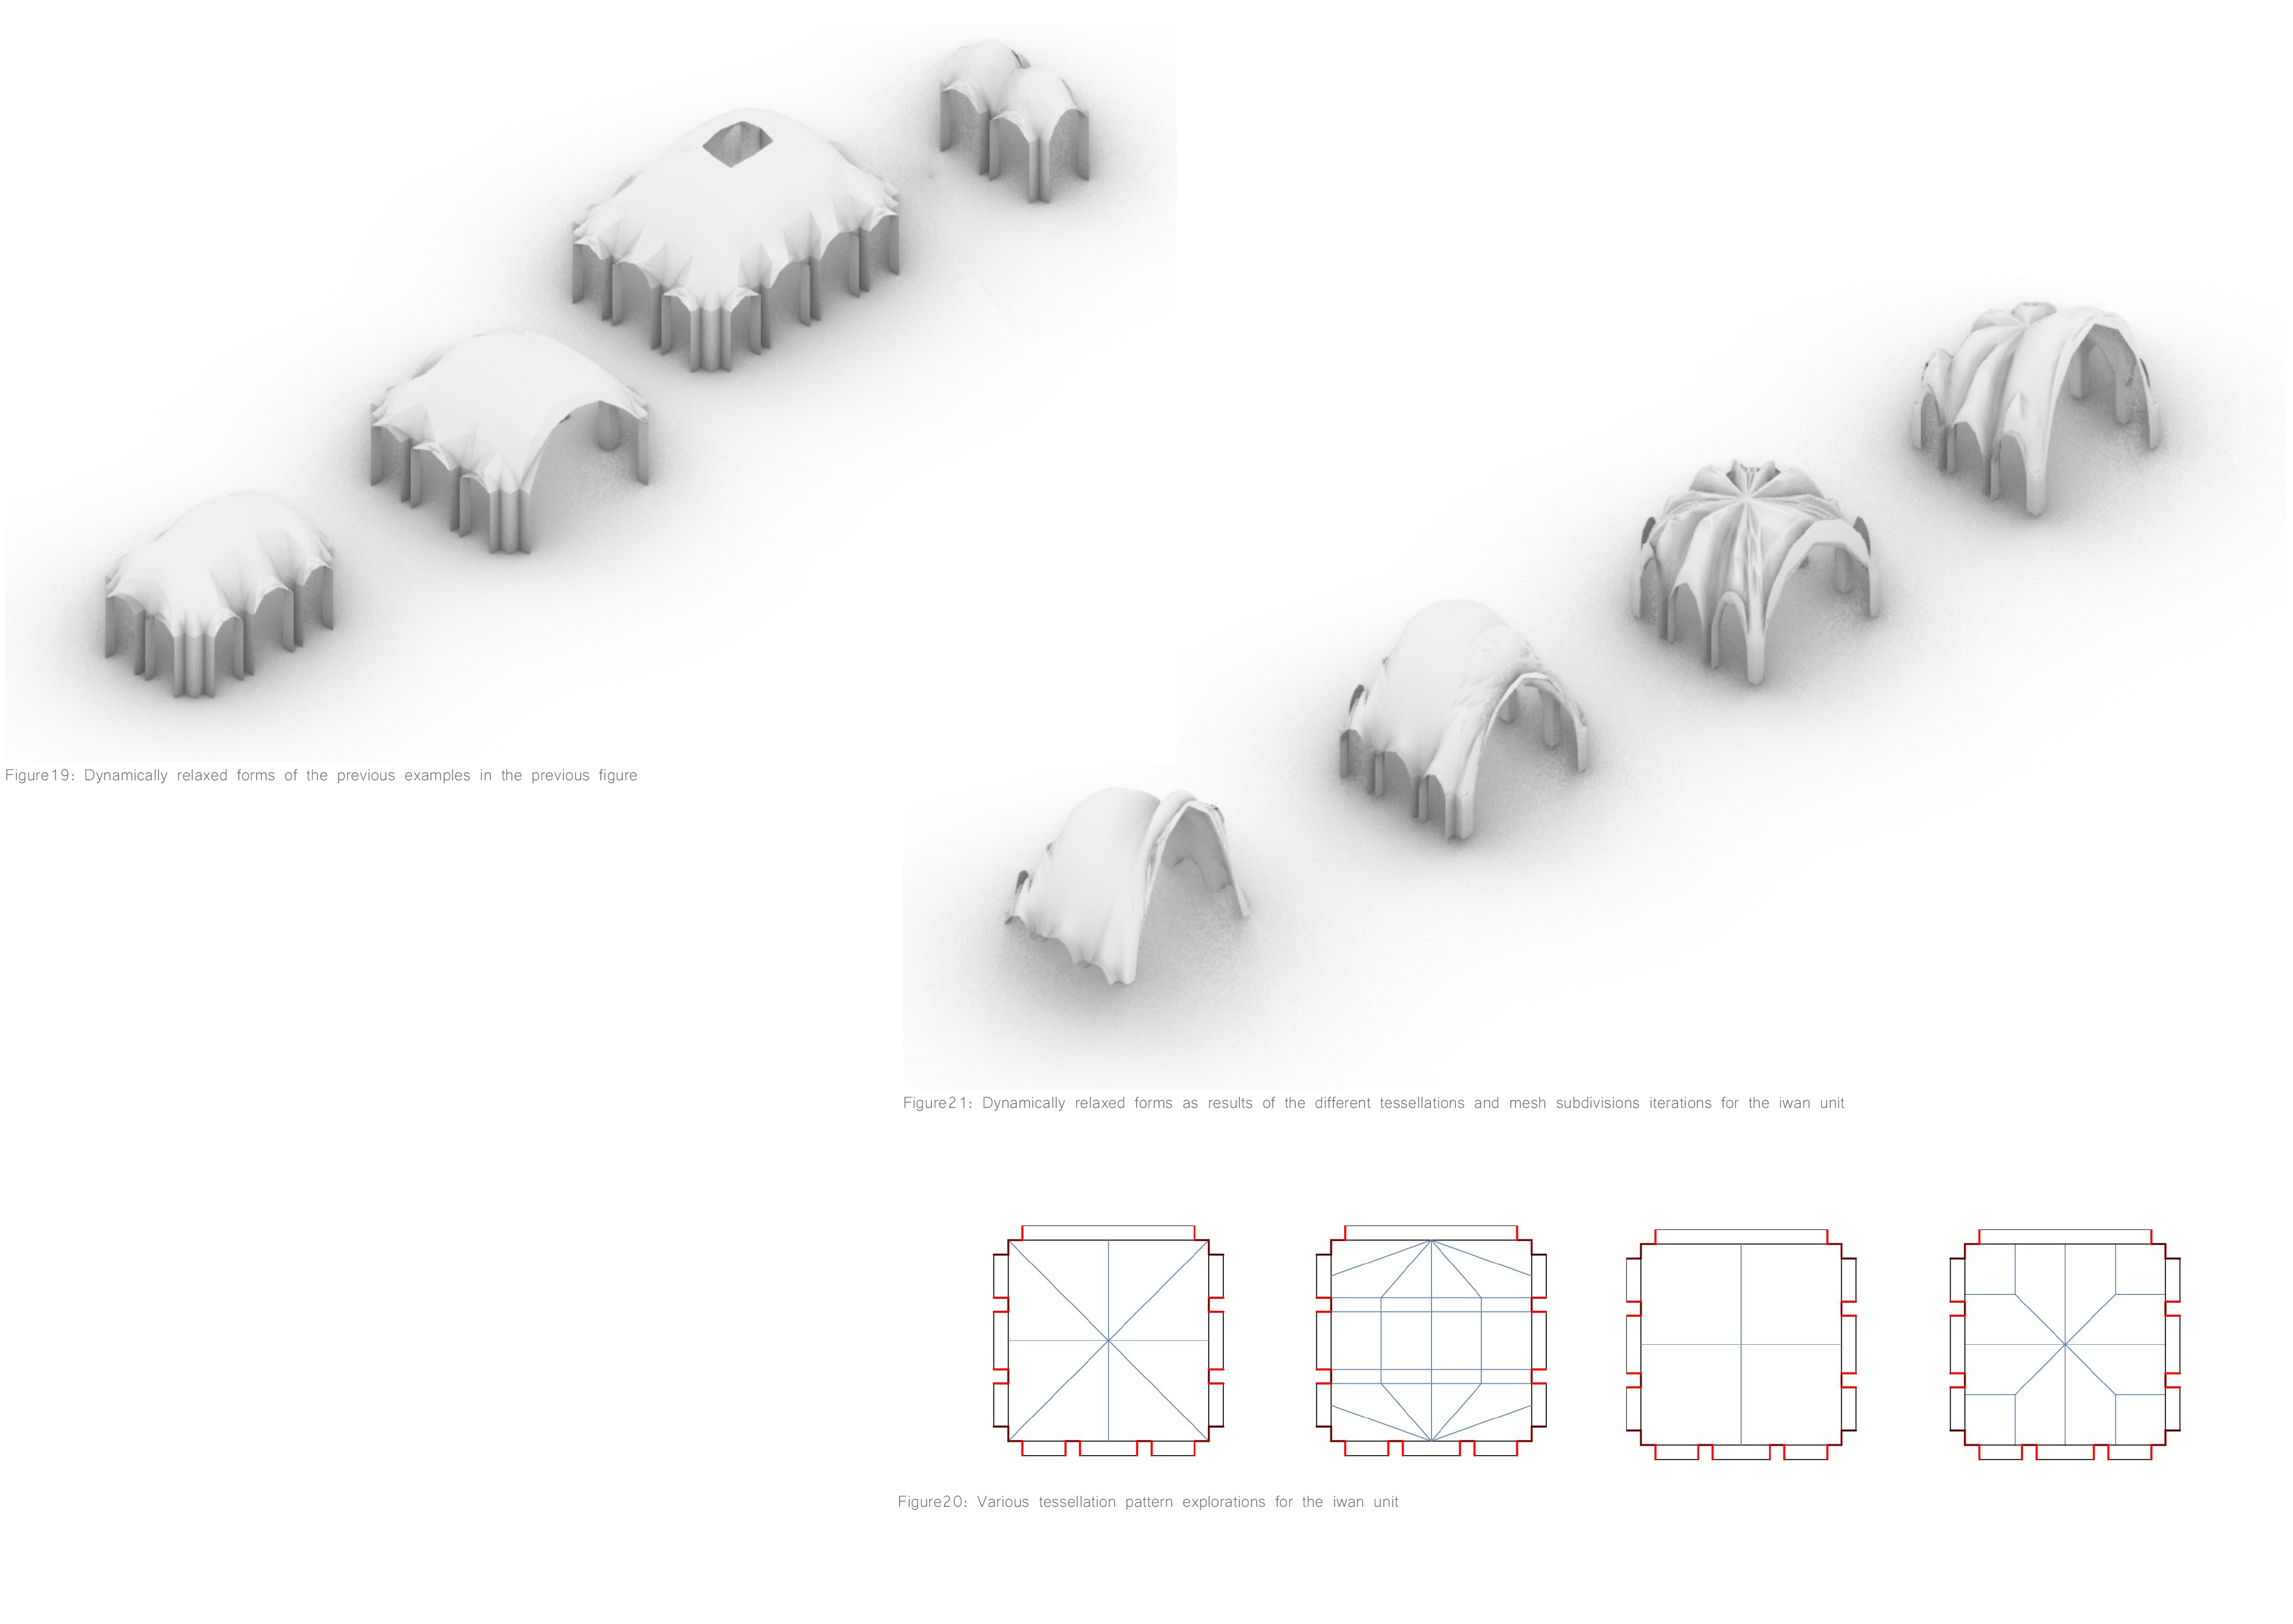 Figure19: Dynamically relaxed forms of the previous examples in the previous figure
Figure21: Dynamically relaxed forms as results of the different tessellations and mesh subdivisions iterations for the iwan unit
Figure20: Various tessellation pattern explorations for the iwan unit